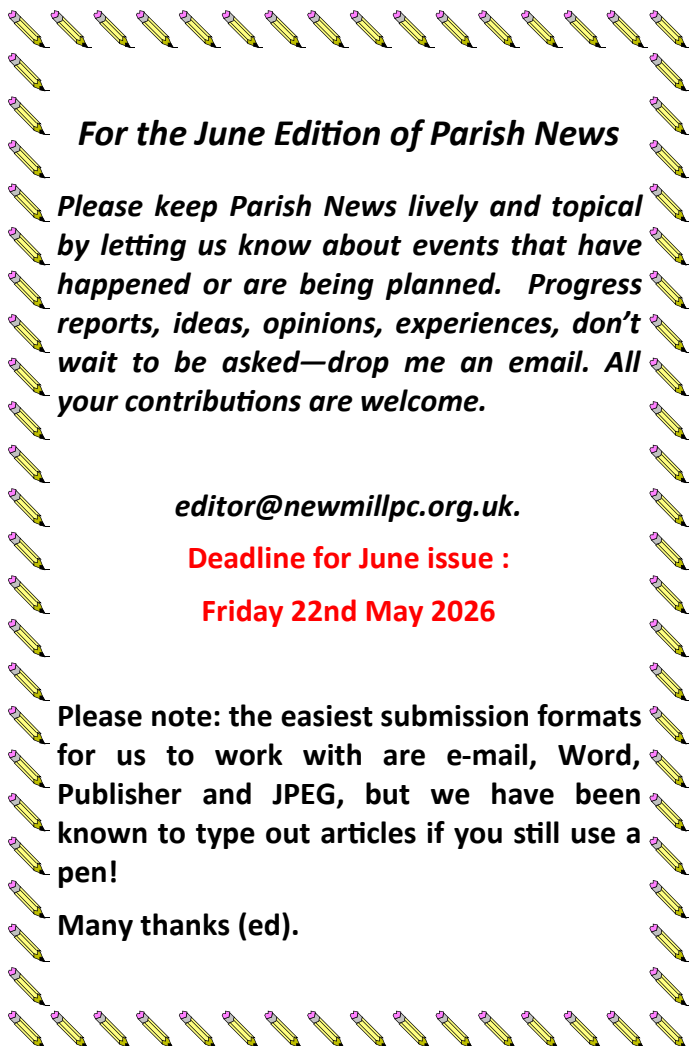 For the June Edition of Parish News
Please keep Parish News lively and topical
by letting us know about events that have
happened or are being planned.  Progress
reports, ideas, opinions, experiences, don’t
wait to be asked—drop me an email. All
your contributions are welcome.
editor@newmillpc.org.uk.
Deadline for June issue :
Friday 22nd May 2026
Please note: the easiest submission formats
for us to work with are e-mail, Word,
Publisher and JPEG, but we have been
known to type out articles if you still use a
pen!
Many thanks (ed).